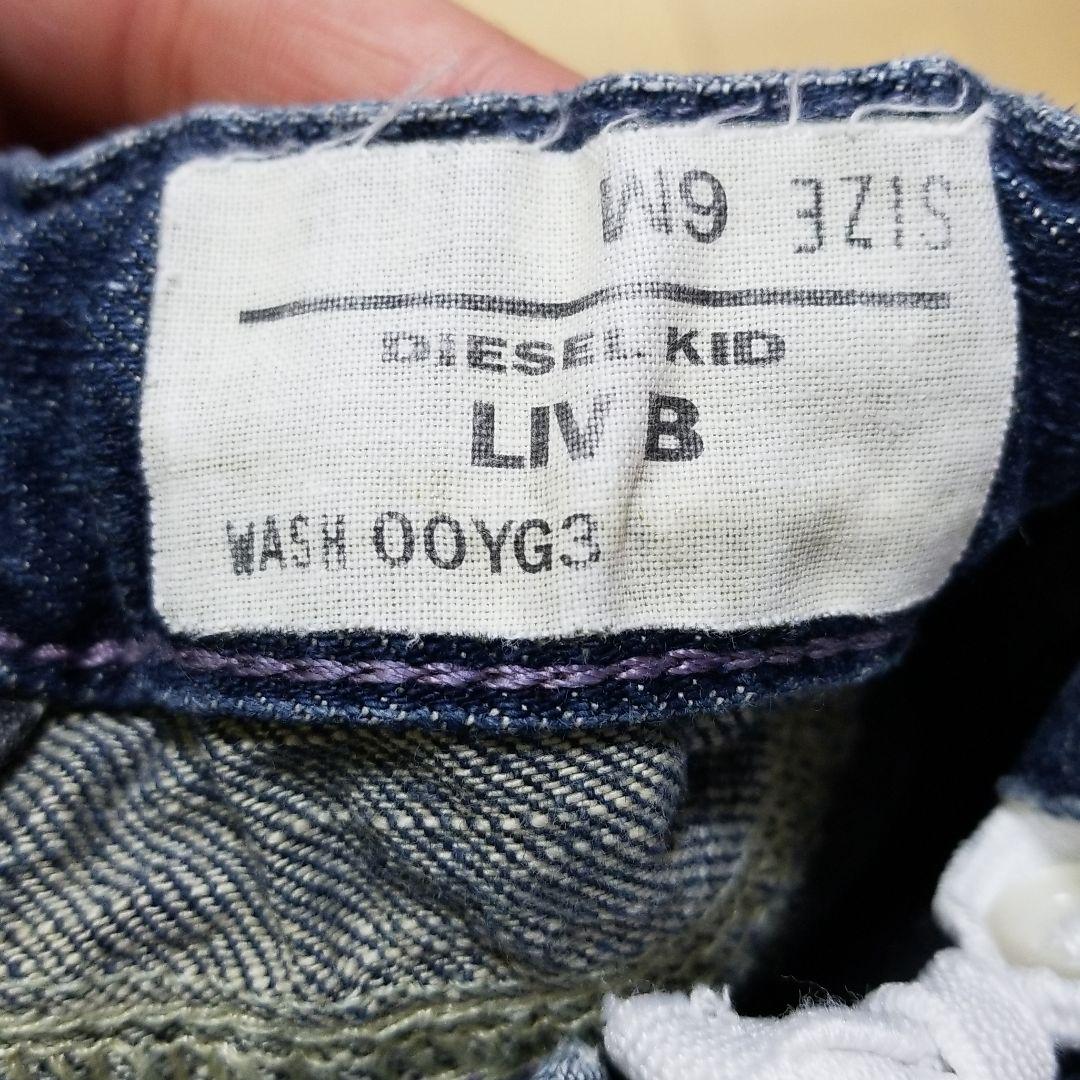 SIZE 6M
DIESEL KID
LIV B
WASH 00YG3